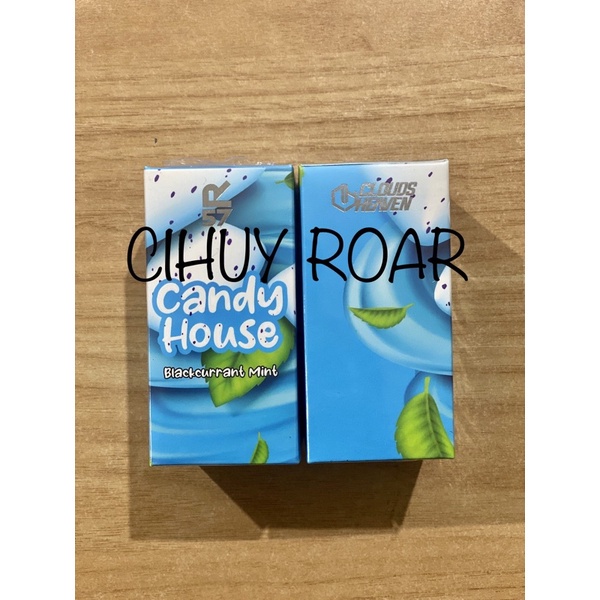 CLOUDS
HEAVEN
CIHUY ROAR
Candy
House
Blackcurrant Mint